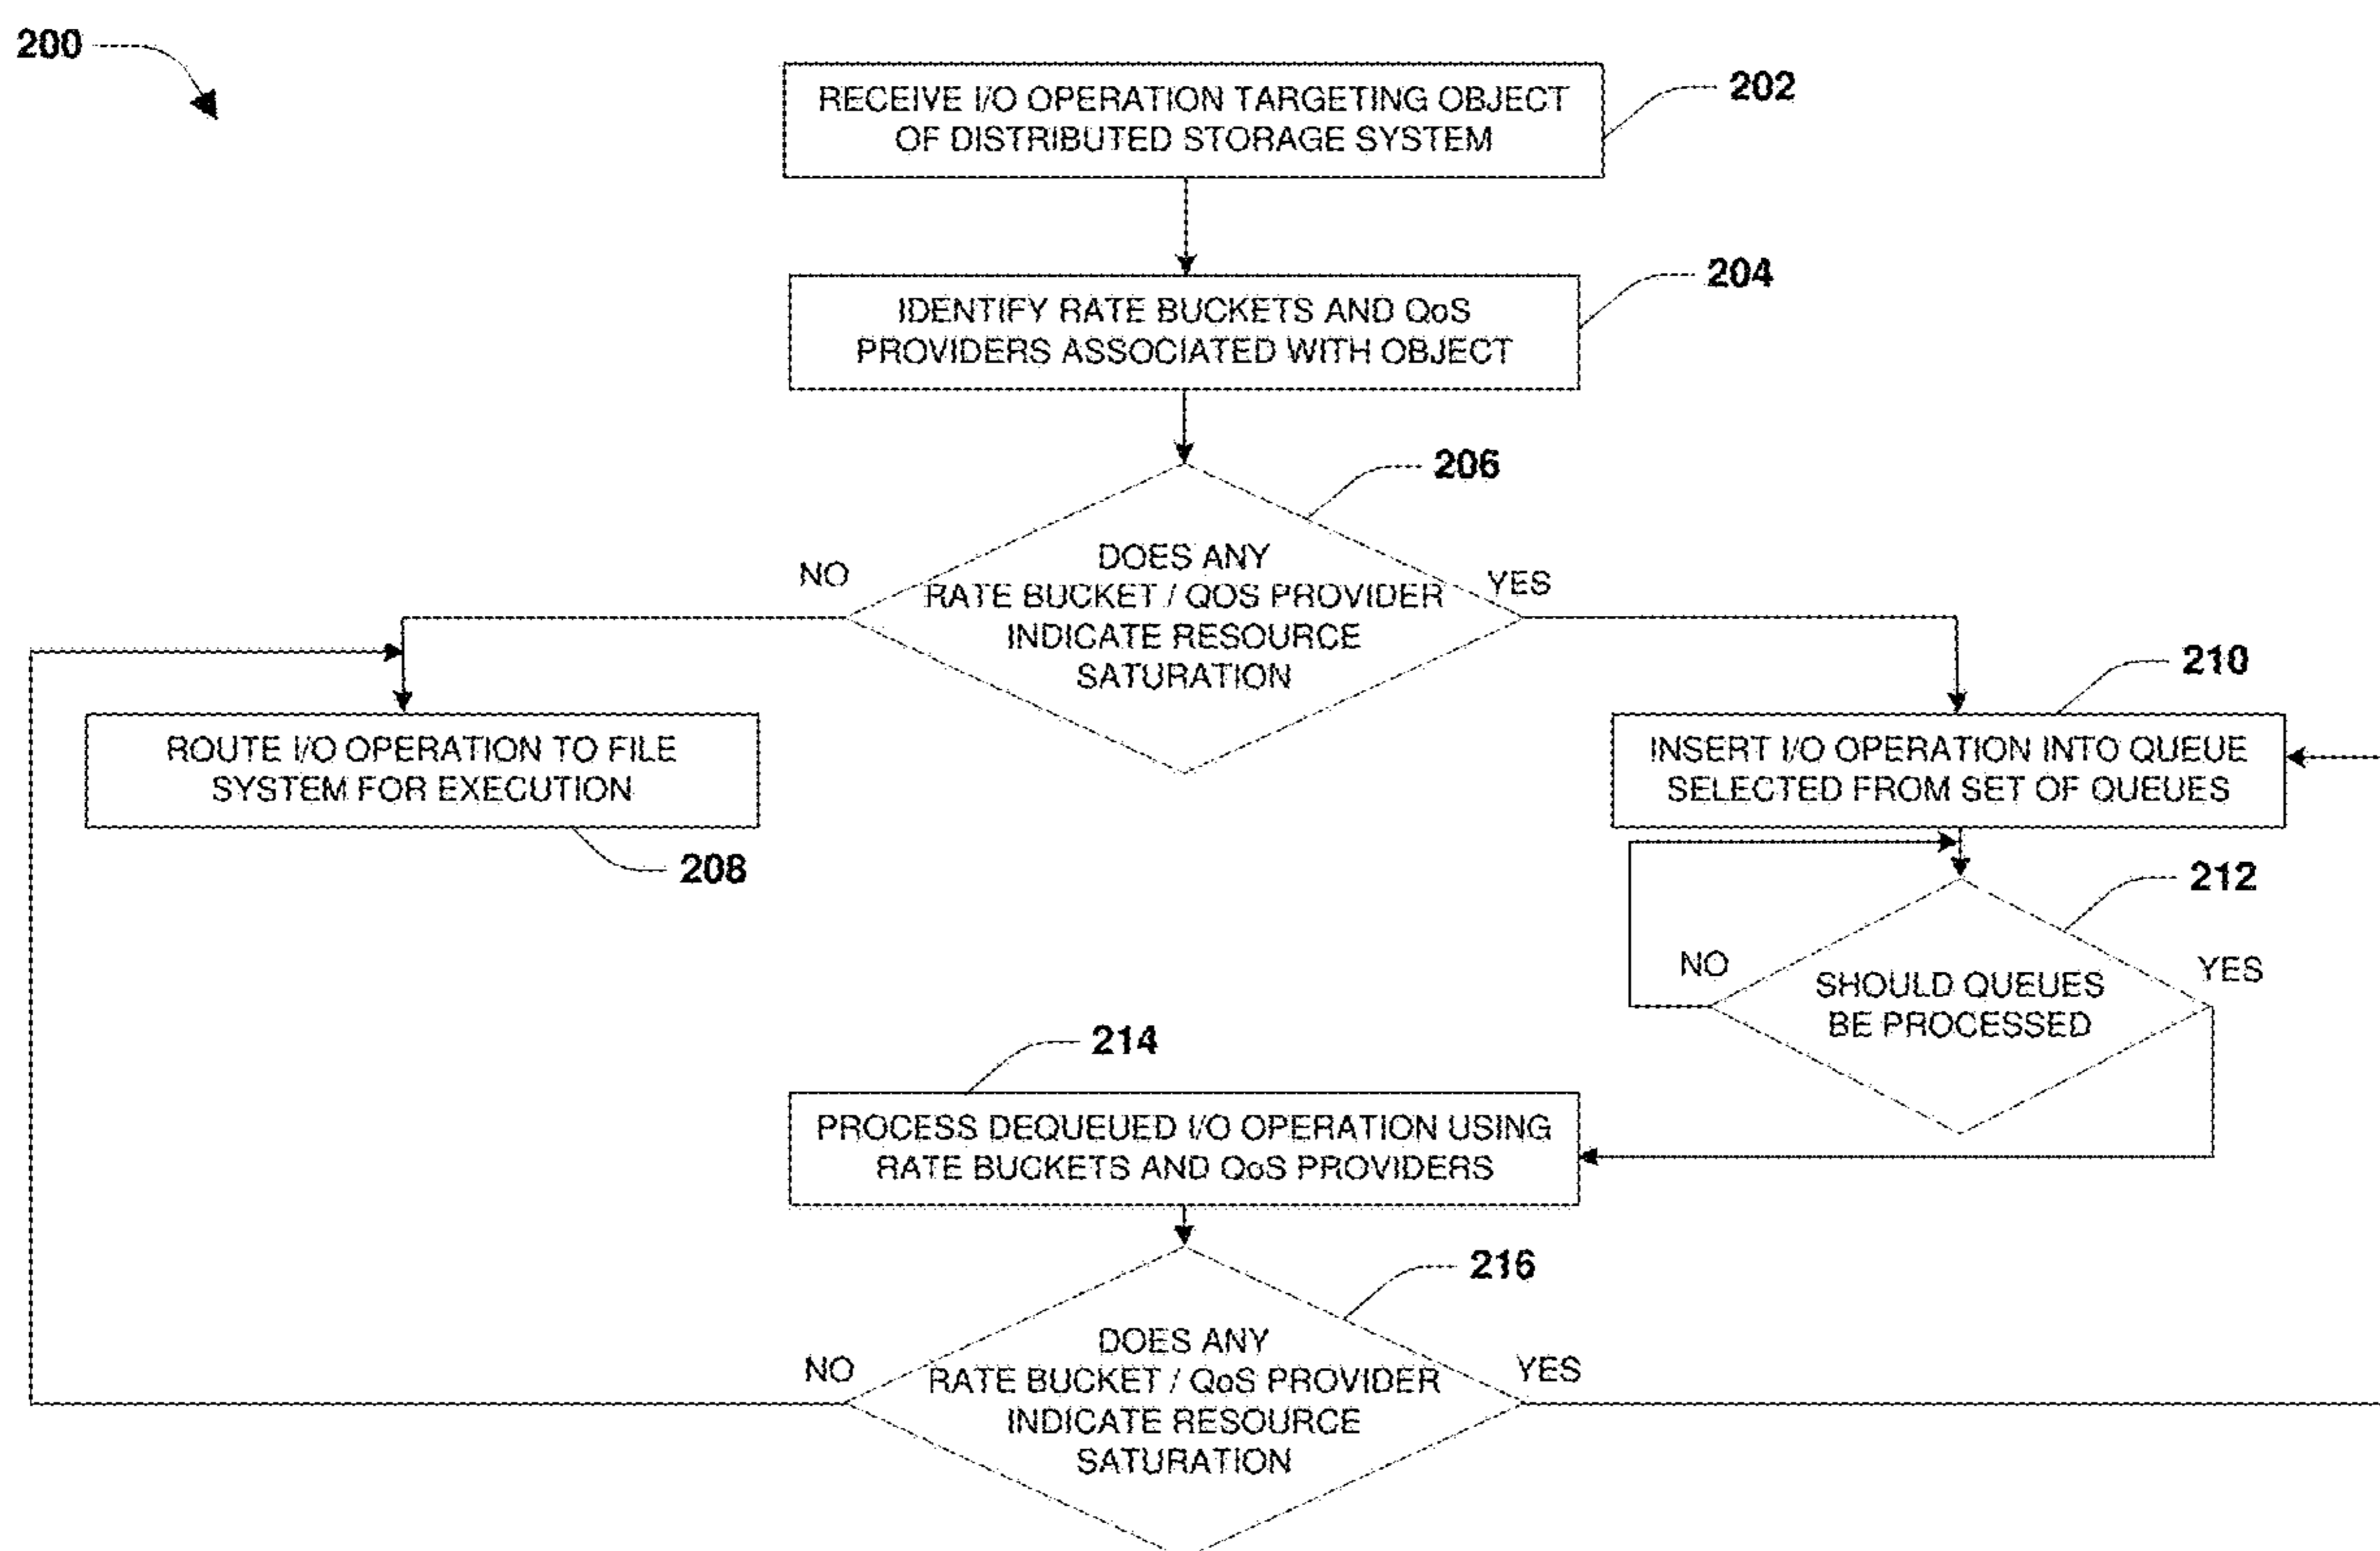 200
RECEIVE I/O OPERATION TARGETING OBJECT
OF DISTRIBUTED STORAGE SYSTEM
202
IDENTIFY RATE BUCKETS AND QoS
PROVIDERS ASSOCIATED WITH OBJECT
204
206
DOES ANY
RATE BUCKET / QOS PROVIDER
INDICATE RESOURCE
SATURATION
NO
YES
ROUTE I/O OPERATION TO FILE
SYSTEM FOR EXECUTION
208
210
INSERT I/O OPERATION INTO QUEUE
SELECTED FROM SET OF QUEUES
212
NO
YES
SHOULD QUEUES
BE PROCESSED
214
PROCESS DEQUEUED I/O OPERATION USING
RATE BUCKETS AND QoS PROVIDERS
216
DOES ANY
RATE BUCKET / QoS PROVIDER
INDICATE RESOURCE
SATURATION
NO
YES